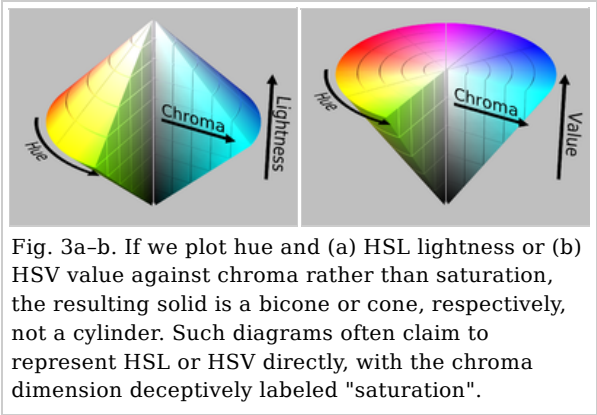 Hue
Chroma
Lightness
Hue
Chroma
Value
Fig. 3a–b. If we plot hue and (a) HSL lightness or (b)
HSV value against chroma rather than saturation,
the resulting solid is a bicone or cone, respectively,
not a cylinder. Such diagrams often claim to
represent HSL or HSV directly, with the chroma
dimension deceptively labeled "saturation".